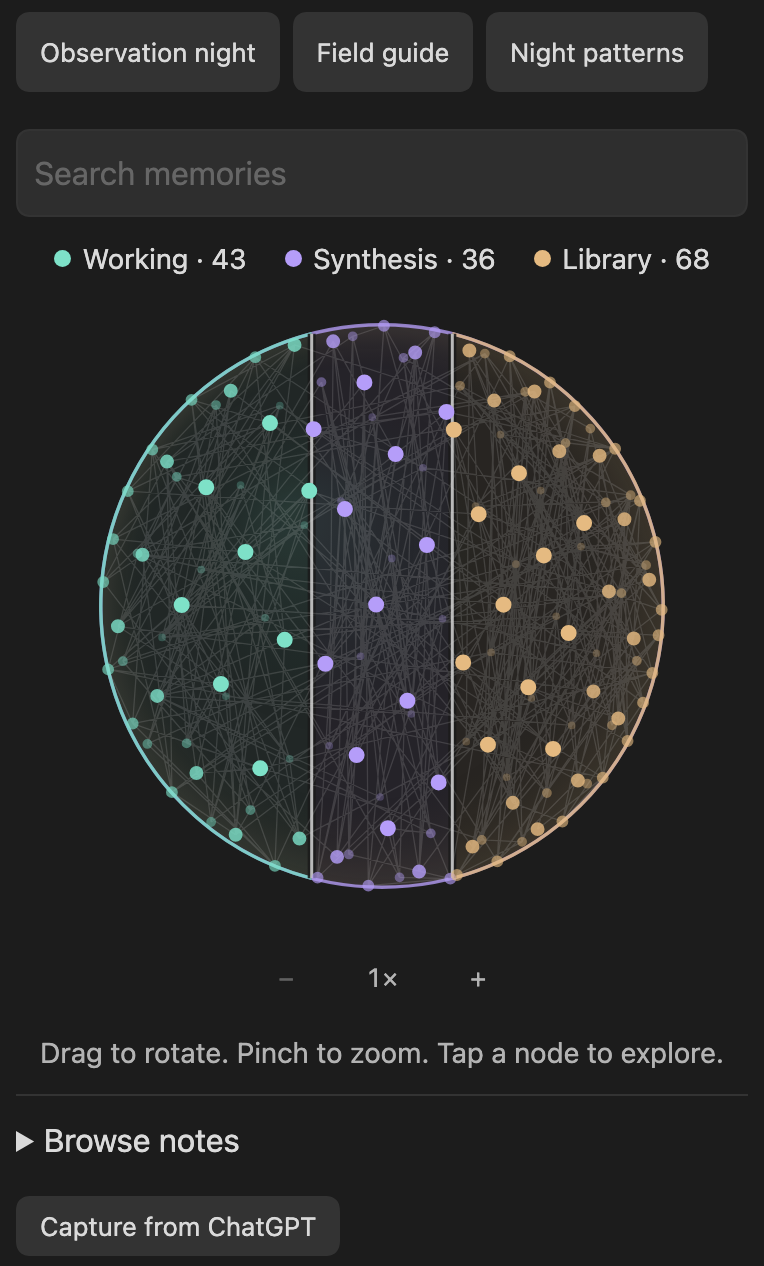 Observation night Field guide Night patterns
Search memories
Working · 43 Synthesis · 36 Library · 68
− 1× +
Drag to rotate. Pinch to zoom. Tap a node to explore.
▶ Browse notes
Capture from ChatGPT